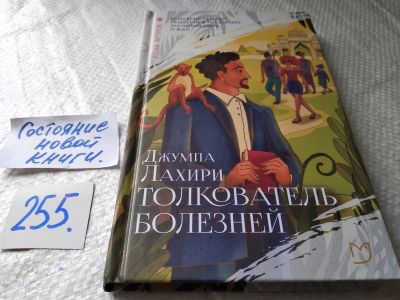 Состояние
новой
книги.
255.
Джумпа
Лахири
ТОЛКОВАТЕЛЬ
БОЛЕЗНЕЙ